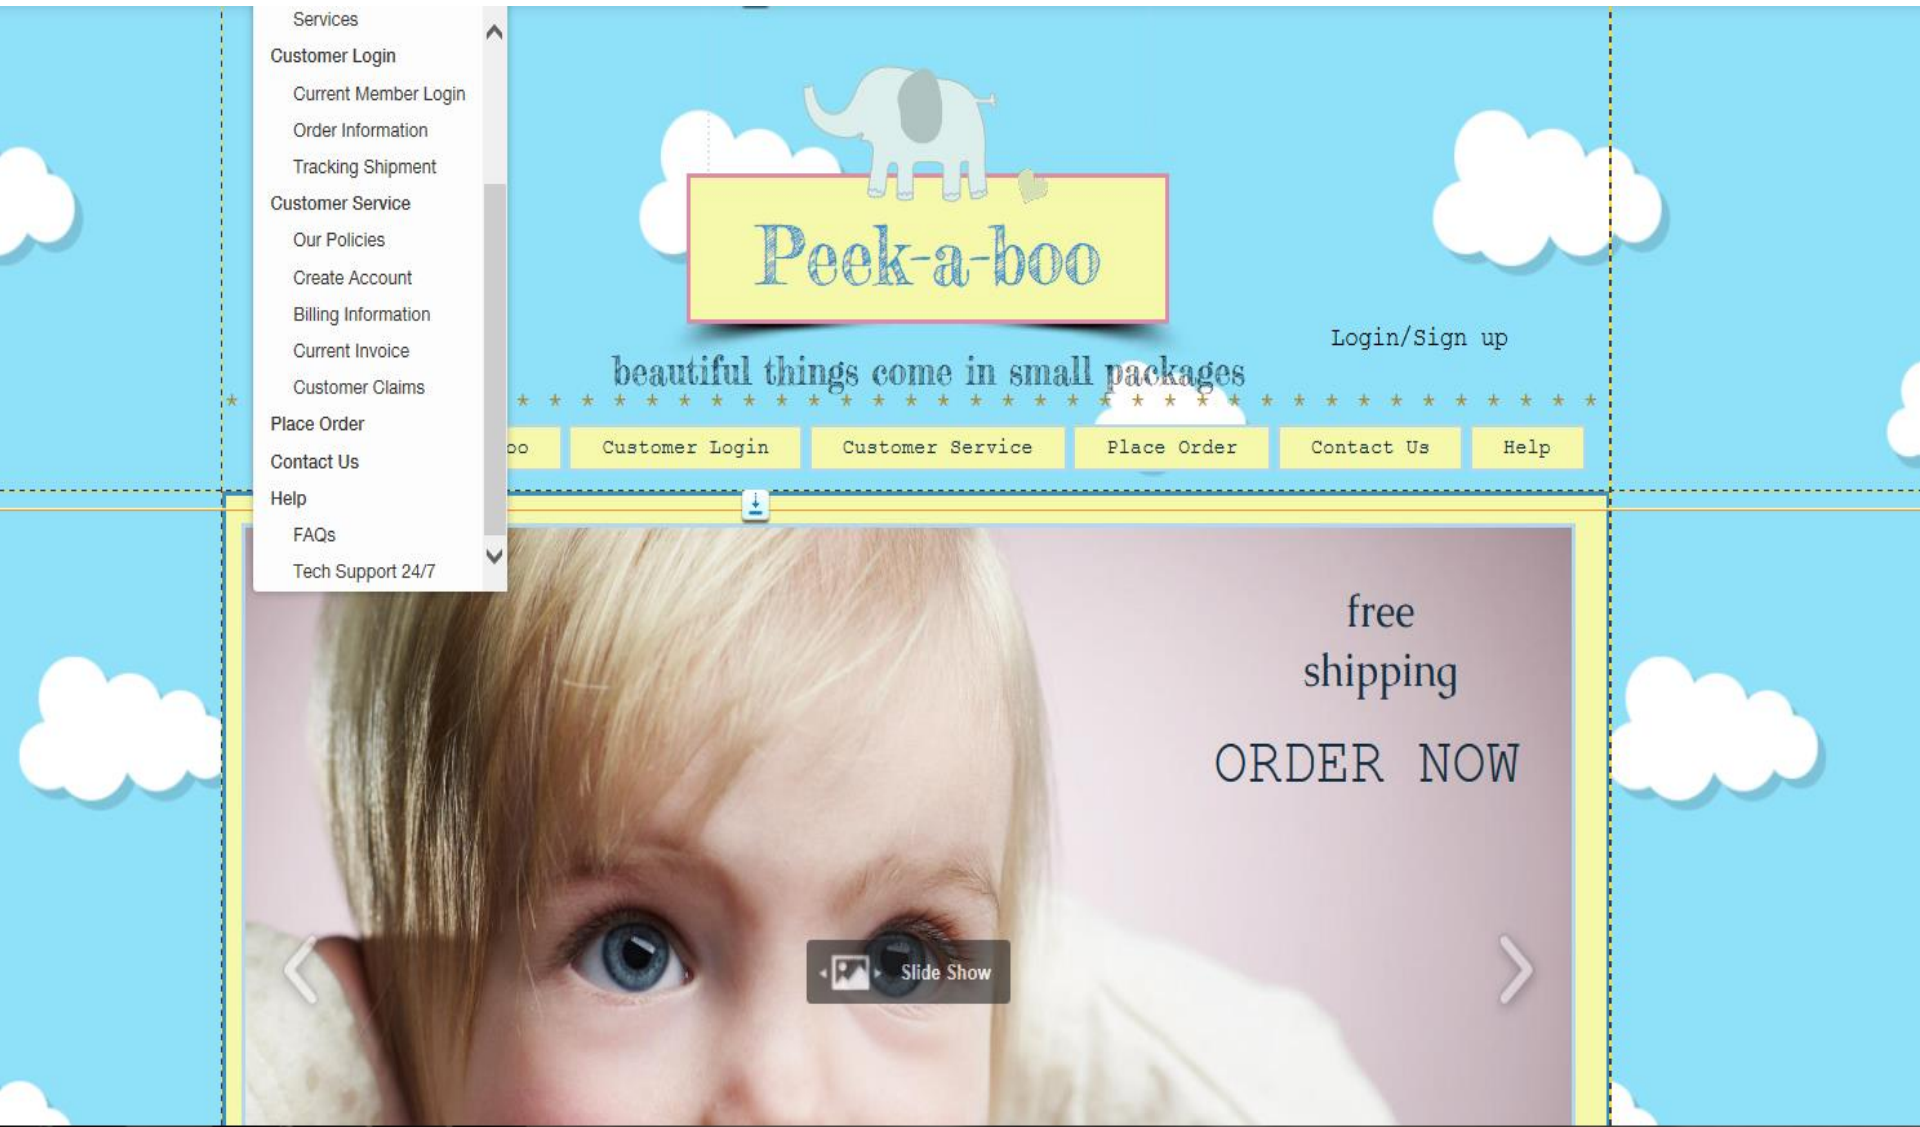 Services
Customer Login
Current Member Login
Order Information
Tracking Shipment
Customer Service
Our Policies
Create Account
Billing Information
Current Invoice
Customer Claims
Place Order
Contact Us
Help
FAQs
Tech Support 24/7
Peek-a-boo
Login/Sign up
beautiful things come in small packages
* * * * * * * * * * * * * * * * * * * * * * * * * * * * * * * * * * *
oo Customer Login Customer Service Place Order Contact Us Help
free
shipping
ORDER NOW
Slide Show